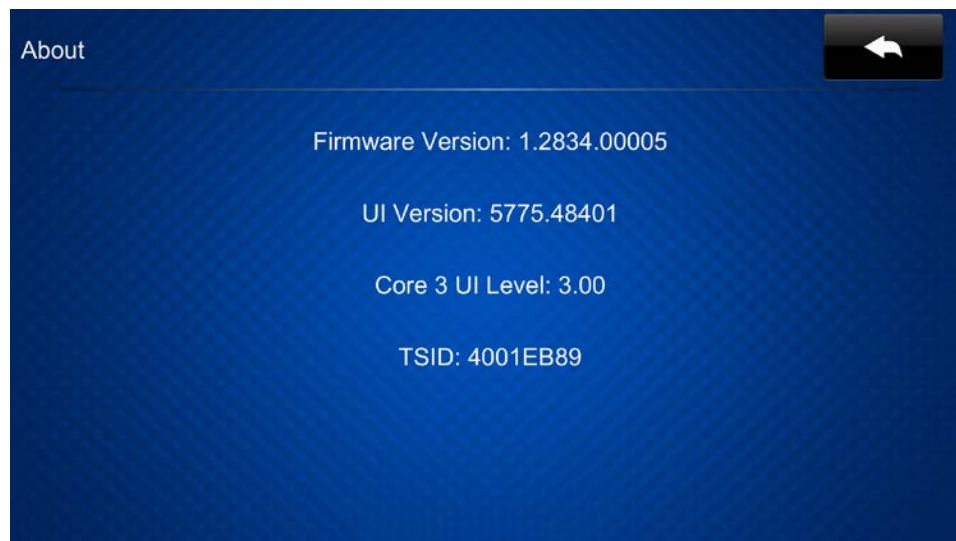 About
Firmware Version: 1.2834.00005
UI Version: 5775.48401
Core 3 UI Level: 3.00
TSID: 4001EB89